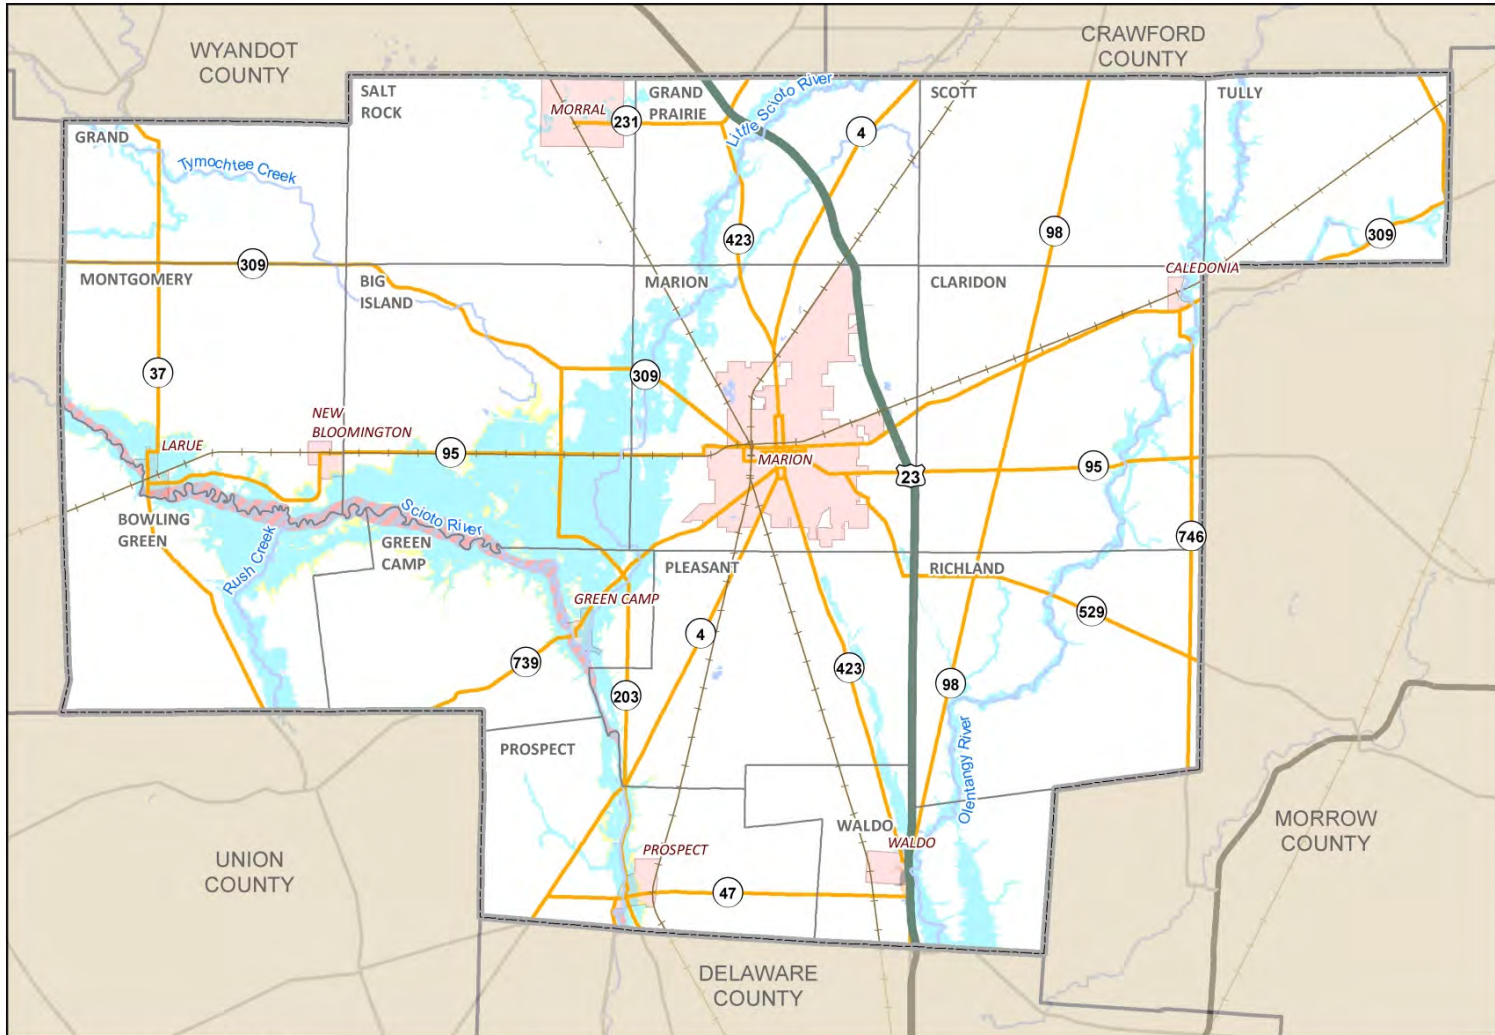 WYANDOT
COUNTY
CRAWFORD
COUNTY
SALT
ROCK
MORRAL
231
GRAND
PRAIRIE
Little Scioto River
4
SCOTT
TULLY
GRAND
Tymochtee Creek
423
98
309
309
MONTGOMERY
BIG
ISLAND
MARION
CLARIDON
CALEDONIA
37
309
NEW
BLOOMINGTON
LARUE
95
MARION
23
95
BOWLING
GREEN
Scioto River
GREEN
CAMP
Rush Creek
PLEASANT
RICHLAND
746
GREEN CAMP
529
4
739
423
203
98
PROSPECT
Olentangy River
WALDO
WALDO
PROSPECT
47
UNION
COUNTY
MORROW
COUNTY
DELAWARE
COUNTY